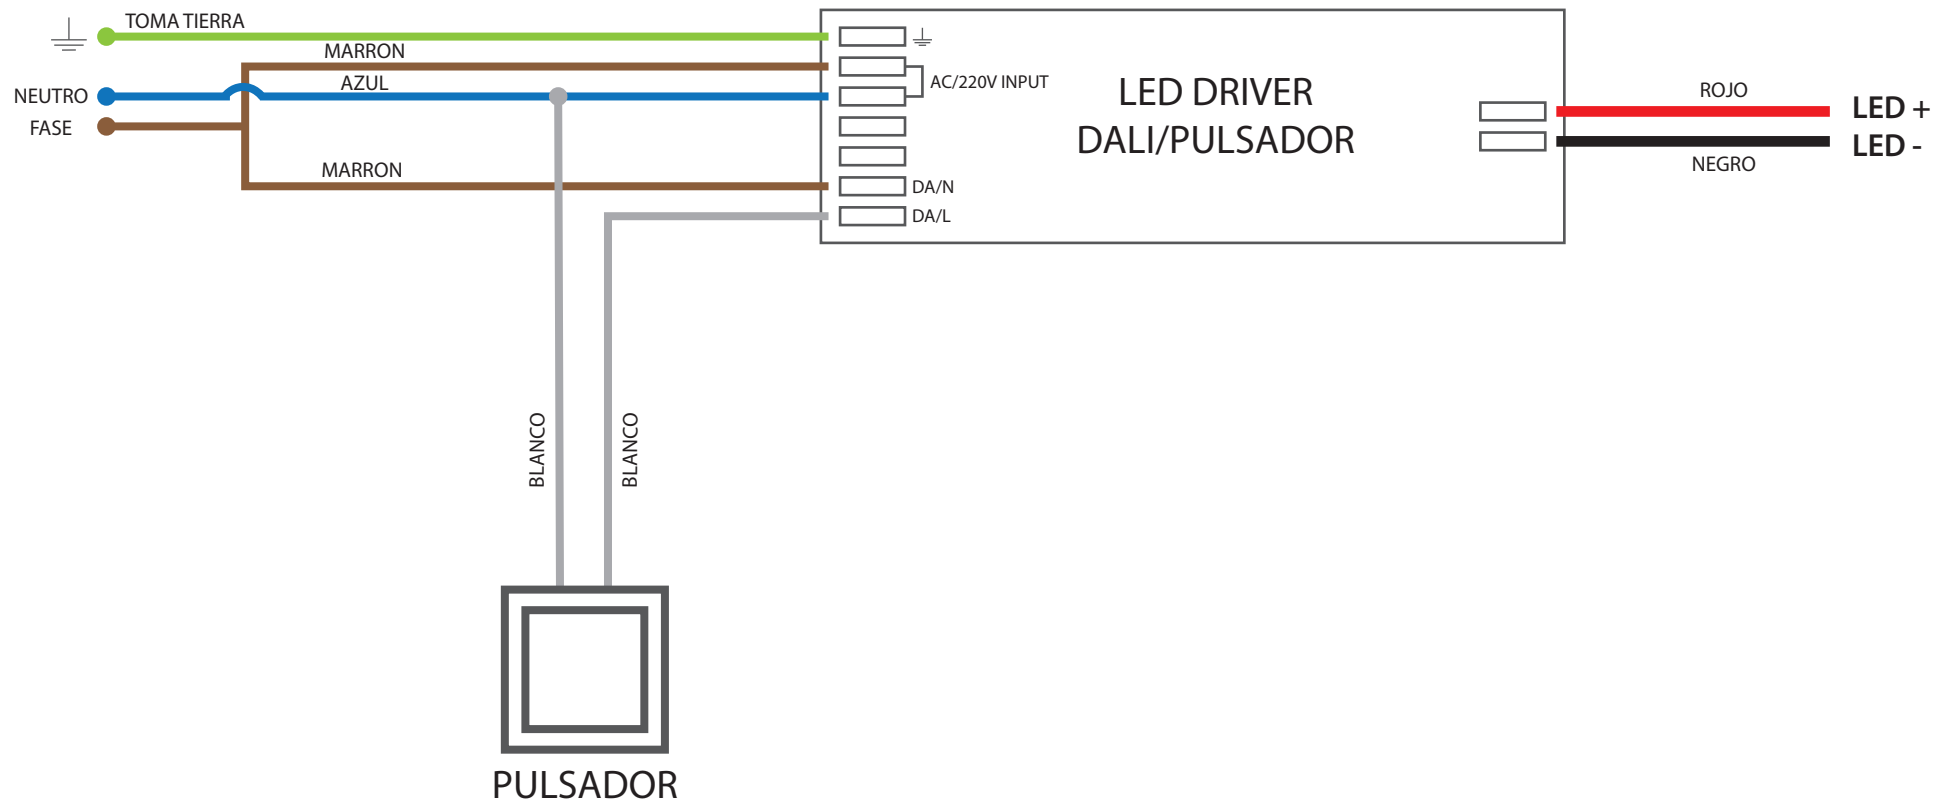 TOMA TIERRA
MARRON
AZUL
NEUTRO
FASE
MARRON
AC/220V INPUT
DA/N
DA/L
LED DRIVER
DALI/PULSADOR
ROJO
LED +
LED -
NEGRO
BLANCO
BLANCO
PULSADOR